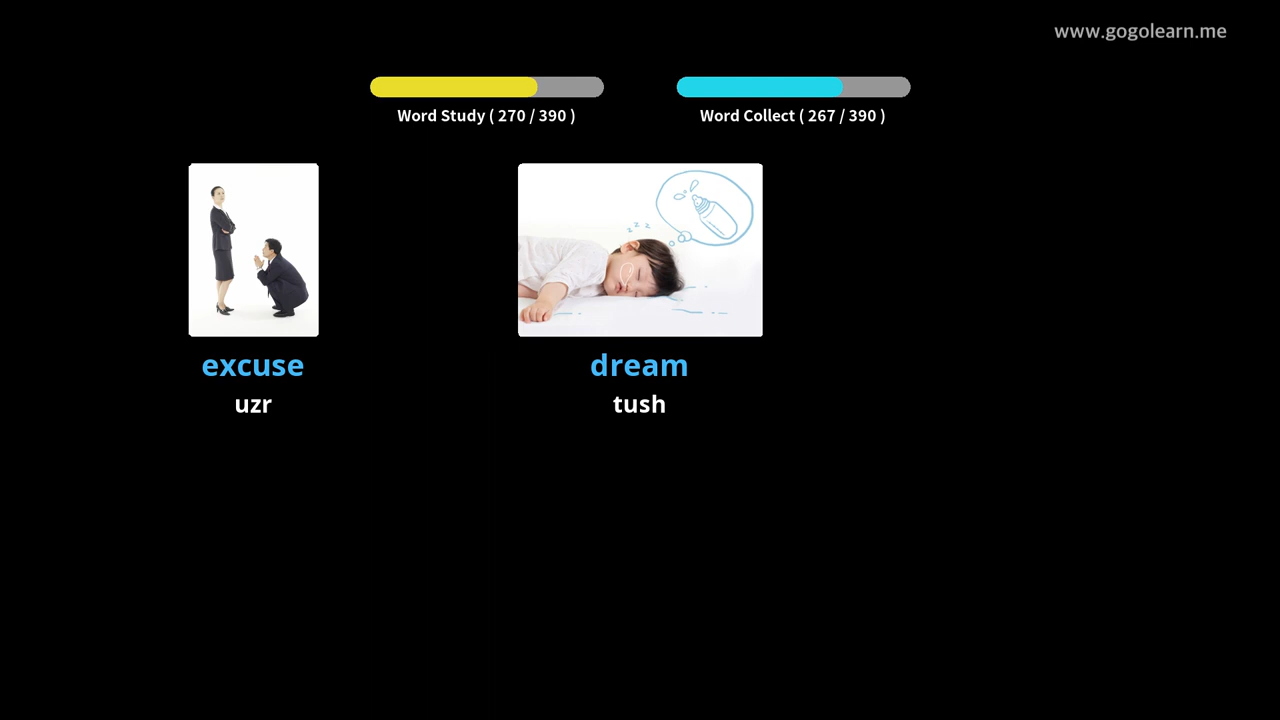 www.gogolearn.me
Word Study ( 270 / 390 )
Word Collect ( 267 / 390 )
z z z
excuse
uzr
dream
tush